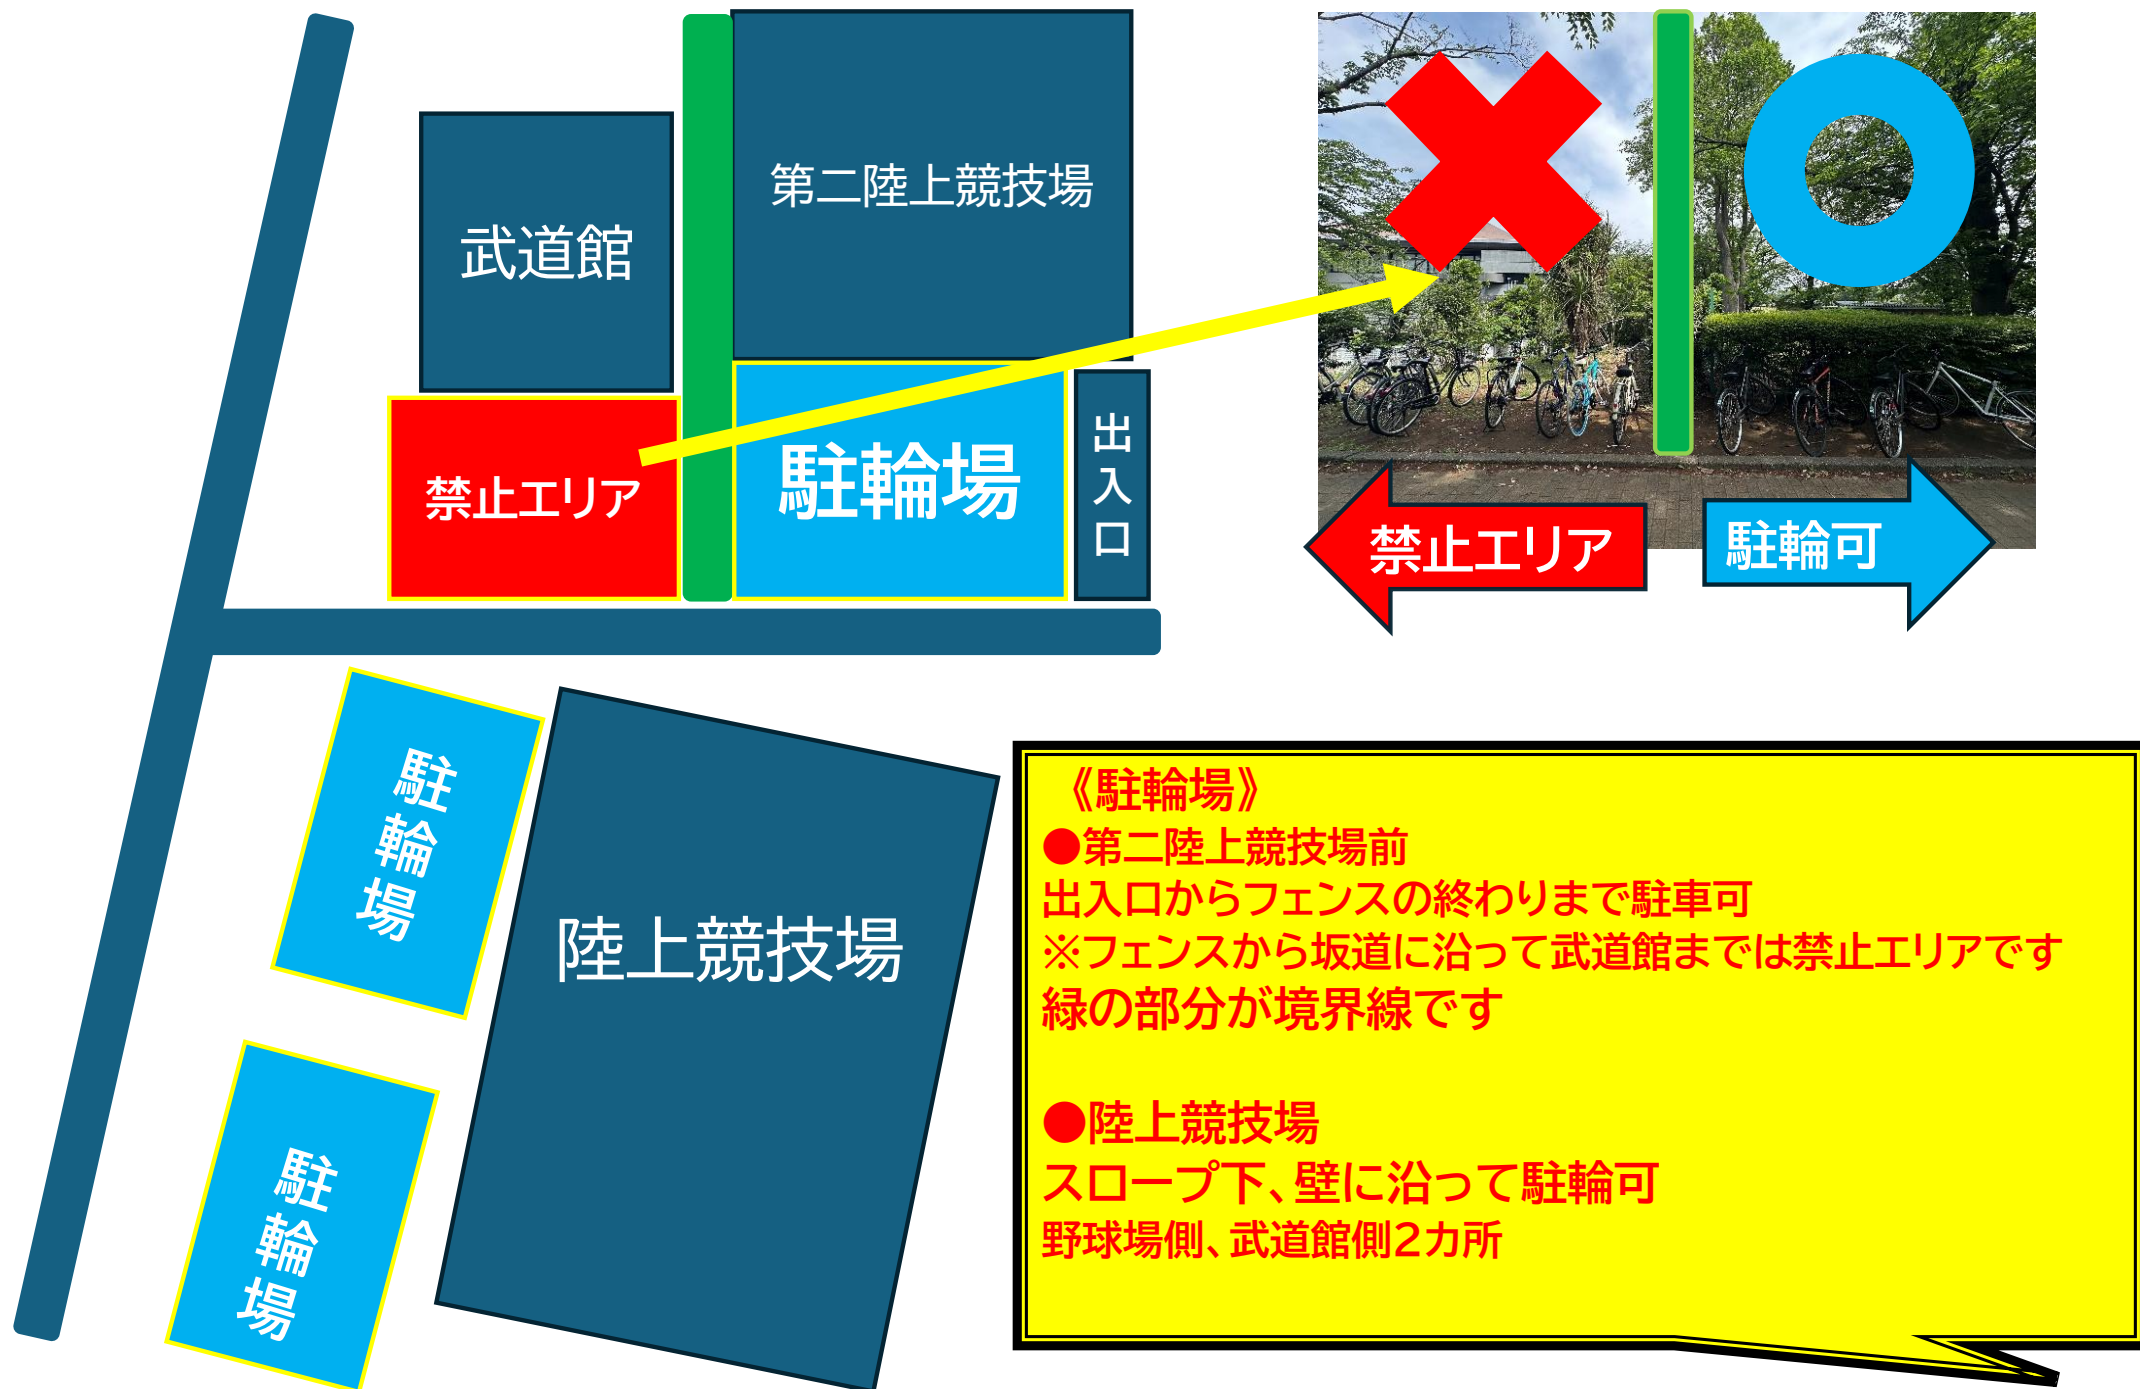 第二陸上競技場
武道館
出入口
禁止エリア
駐輪場
禁止エリア
駐輪可
駐輪場
陸上競技場
駐輪場
《駐輪場》
●第二陸上競技場前
出入口からフェンスの終わりまで駐車可
※フェンスから坂道に沿って武道館までは禁止エリアです
緑の部分が境界線です
●陸上競技場
スロープ下、壁に沿って駐輪可
野球場側、武道館側2カ所